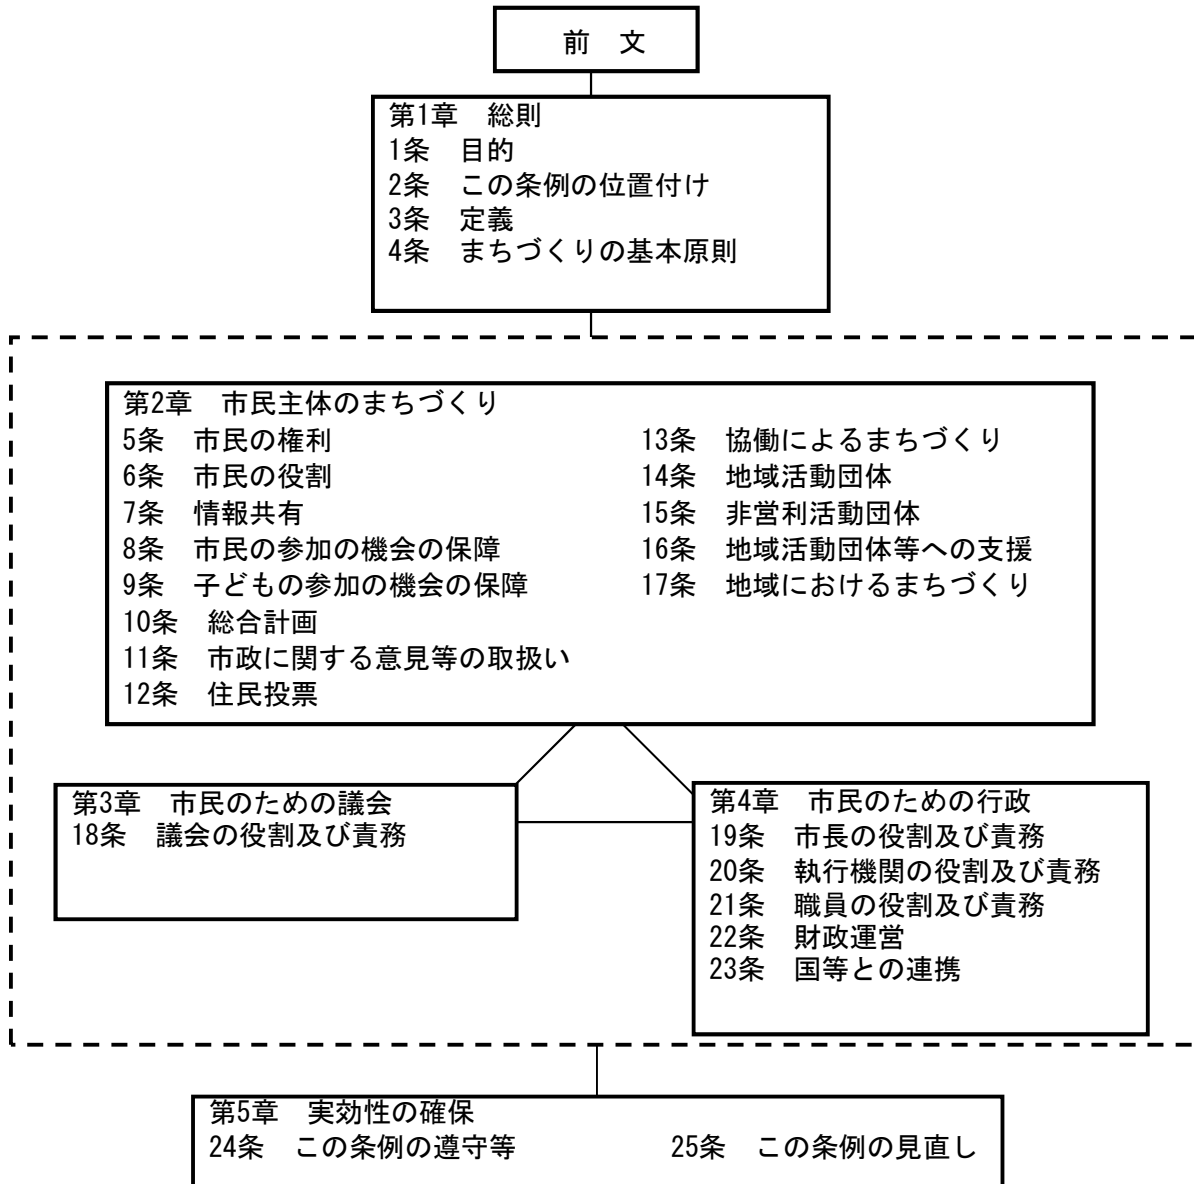 前　文
第1章　総則
1条　目的
2条　この条例の位置付け
3条　定義
4条　まちづくりの基本原則
第2章　市民主体のまちづくり
5条　市民の権利
6条　市民の役割
7条　情報共有
8条　市民の参加の機会の保障
9条　子どもの参加の機会の保障
10条　総合計画
11条　市政に関する意見等の取扱い
12条　住民投票
13条　協働によるまちづくり
14条　地域活動団体
15条　非営利活動団体
16条　地域活動団体等への支援
17条　地域におけるまちづくり
第3章　市民のための議会
18条　議会の役割及び責務
第4章　市民のための行政
19条　市長の役割及び責務
20条　執行機関の役割及び責務
21条　職員の役割及び責務
22条　財政運営
23条　国等との連携
第5章　実効性の確保
24条　この条例の遵守等
25条　この条例の見直し